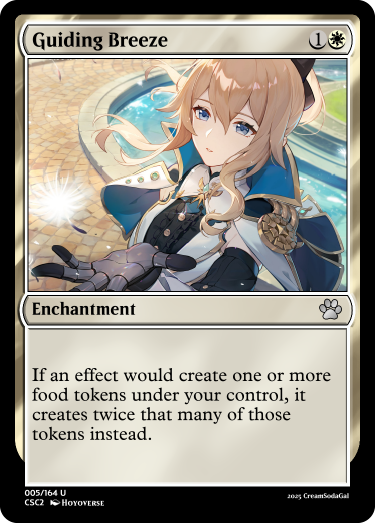 Guiding Breeze 1
Enchantment
If an effect would create one or more
food tokens under your control, it
creates twice that many of those
tokens instead.
005/164 U
CSC2 HOYOVERSE
2025 CreamSodaGal